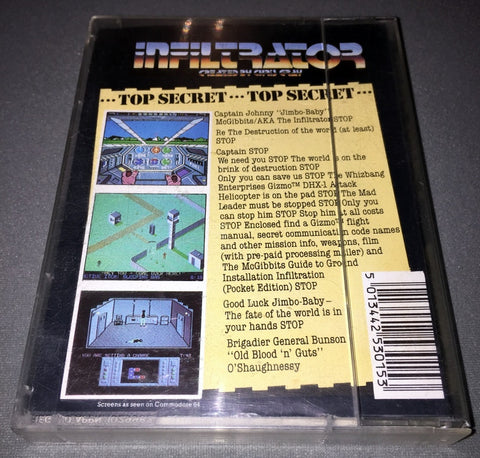 INFILTRATOR
CREATED BY CHRIS GRAY
... TOP SECRET ... TOP SECRET ...
Captain Johnny "Jimbo-Baby"
McGibbits/AKA The Infiltrator STOP
Re The Destruction of the world (at least)
STOP
Captain STOP
We need you STOP The world is on the
brink of destruction STOP
Only you can save us STOP The Whizbang
Enterprises Gizmo™ DHX-1 Attack
Helicopter is on the pad STOP The Mad
Leader must be stopped STOP Only you
can stop him STOP Stop him at all costs
STOP Enclosed find a Gizmo™ flight
manual, secret communication code names
and other mission info, weapons, film
(with pre-paid processing mailer) and
The McGibbits Guide to Ground
Installation Infiltration
(Pocket Edition) STOP
Good Luck Jimbo-Baby–
The fate of the world is in
your hands STOP
Brigadier General Bunson
"Old Blood 'n' Guts"
O'Shaughnessy
Screens as seen on Commodore 64
5 013442 530153